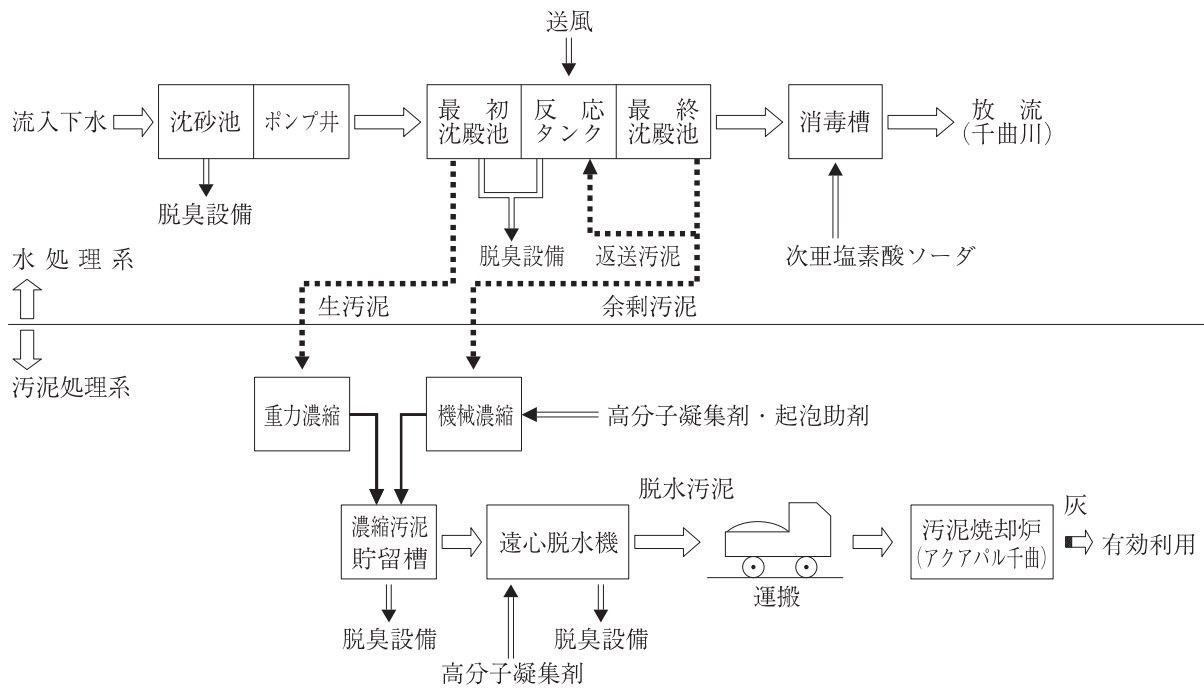 送風
流入下水
沈砂池
ポンプ井
最初
沈殿池
反応
タンク
最終
沈殿池
消毒槽
放流
(千曲川)
脱臭設備
脱臭設備
返送汚泥
次亜塩素酸ソーダ
水処理系
生汚泥
余剰汚泥
汚泥処理系
重力濃縮
機械濃縮
高分子凝集剤・起泡助剤
濃縮汚泥
貯留槽
遠心脱水機
脱水汚泥
運搬
汚泥焼却炉
(アクアパル千曲)
灰
有効利用
脱臭設備
脱臭設備
高分子凝集剤